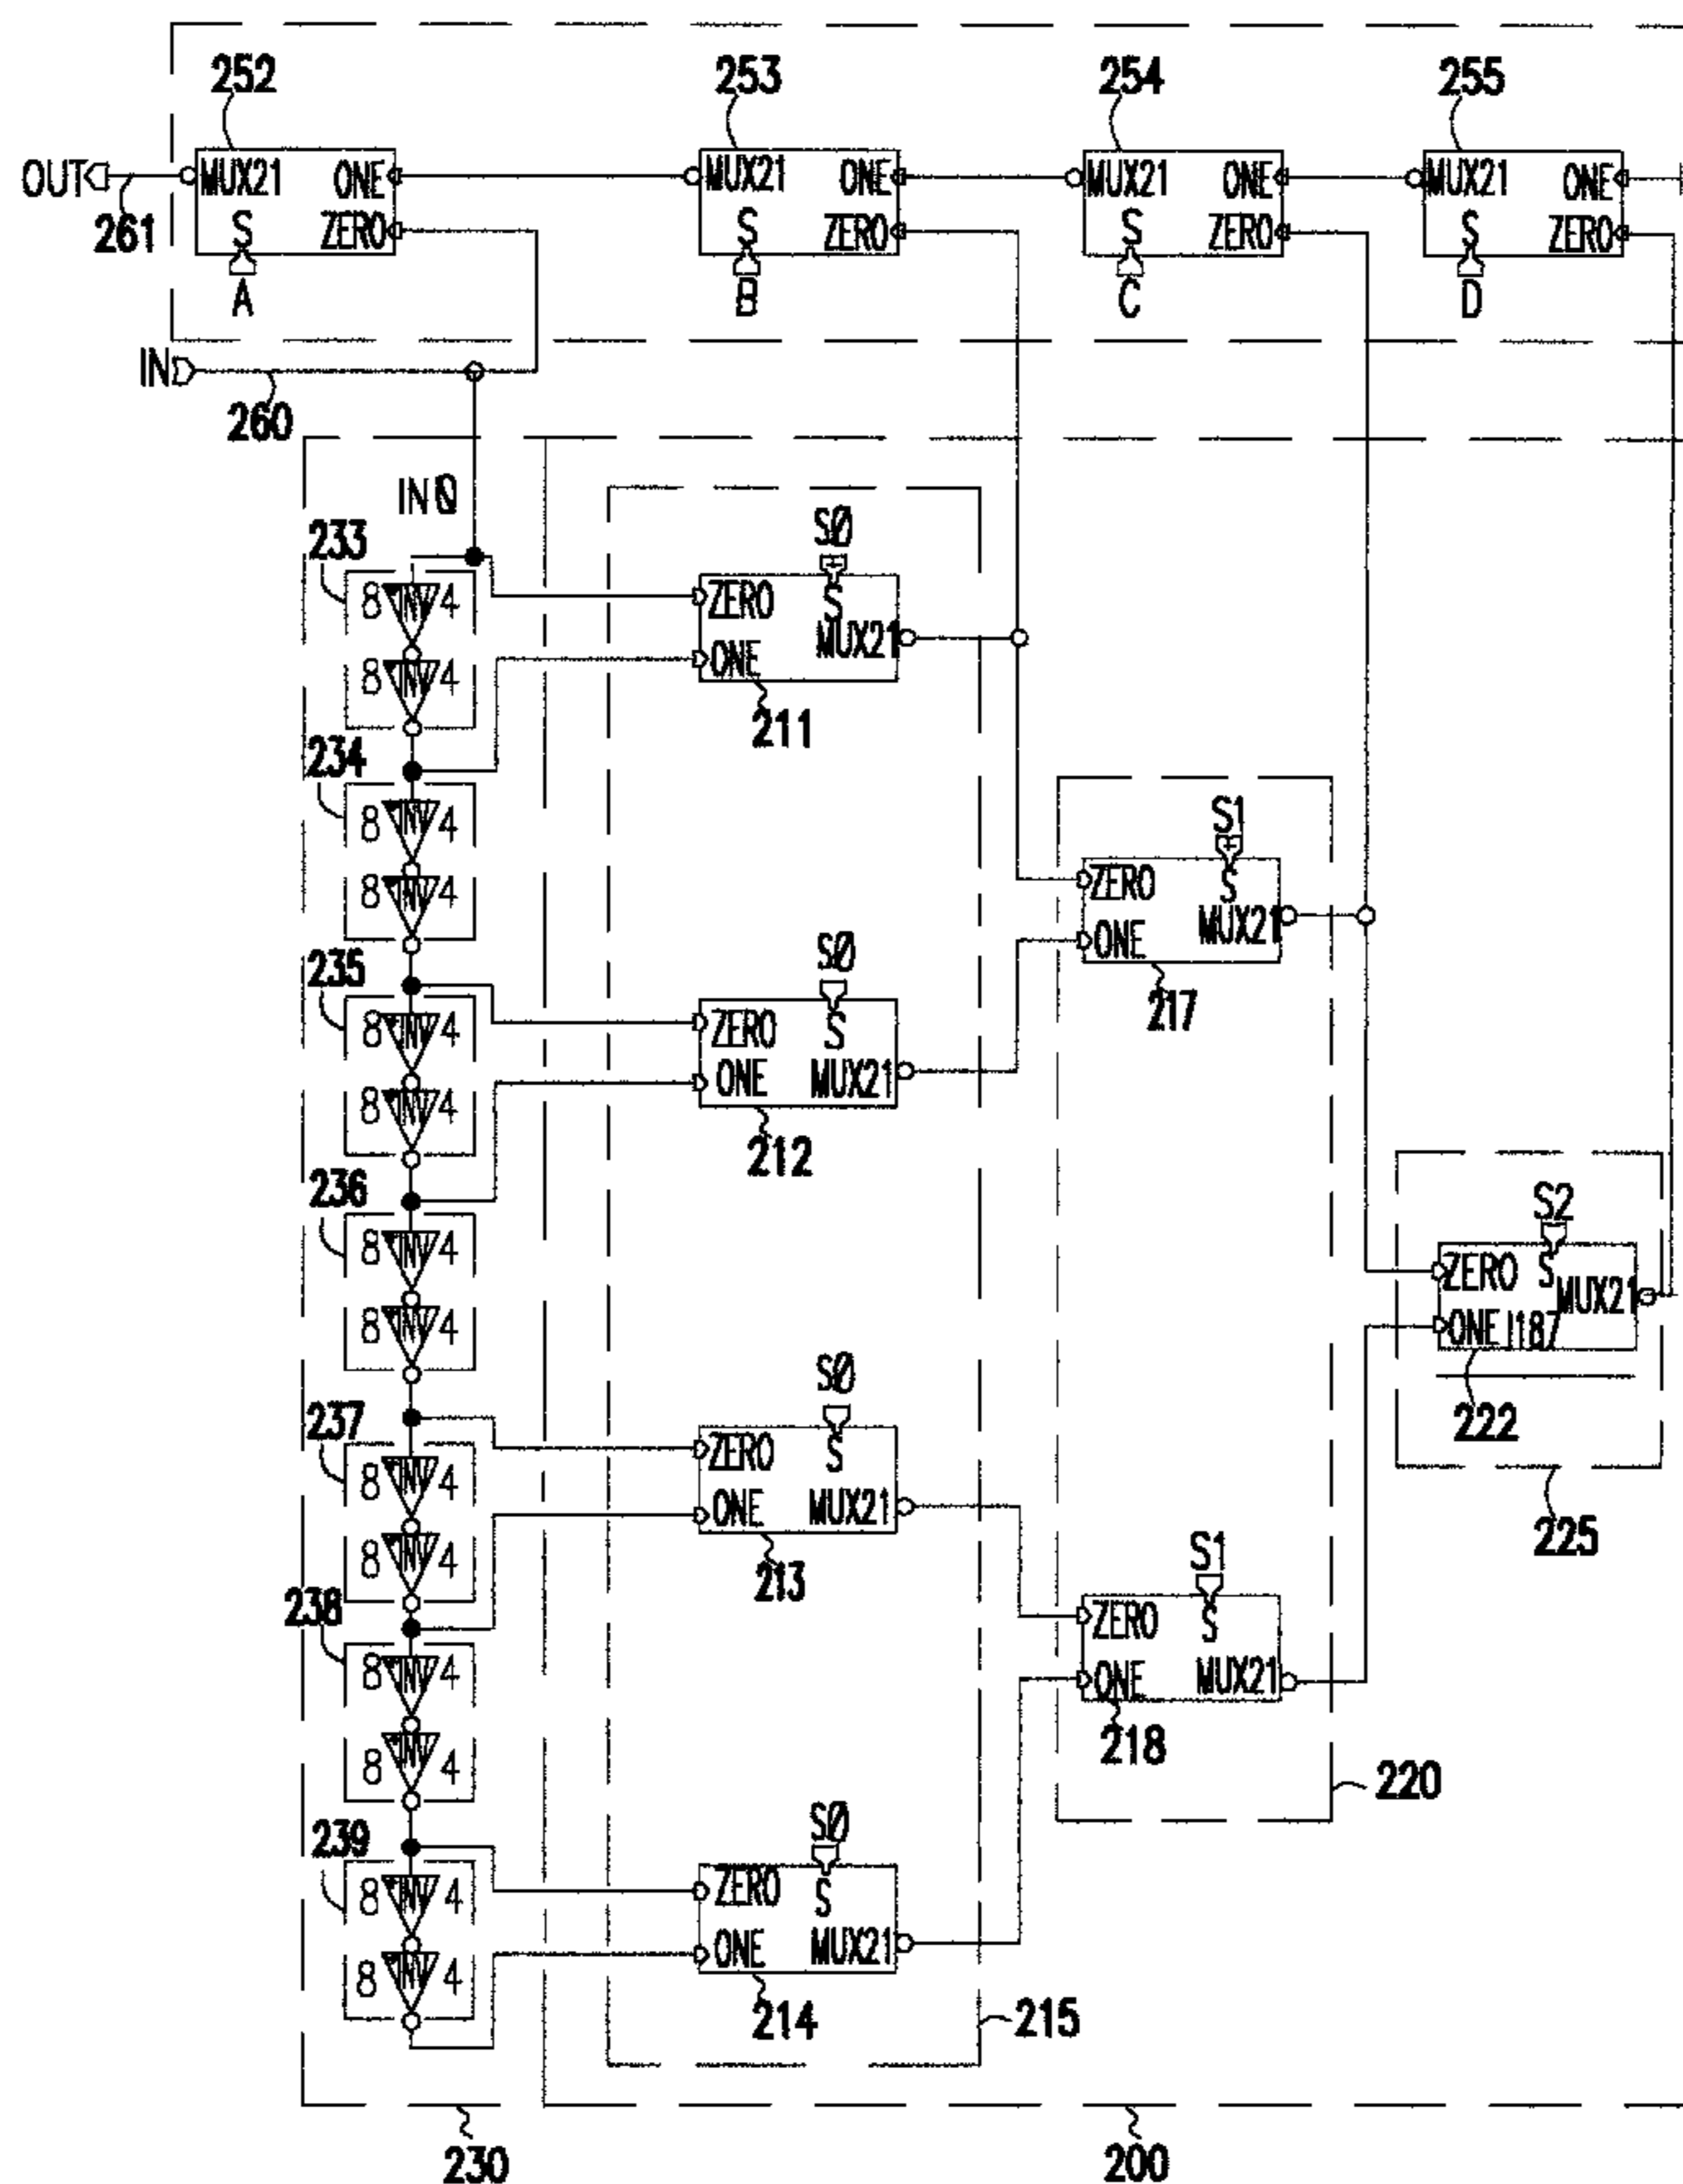 252 253 254 255
OUT MUX21 ONE MUX21 ONE MUX21 ONE MUX21 ONE
261 S ZERO S ZERO S ZERO S ZERO
A B C D
IN
260
IN0
233 S0
8 INV 4 ZERO S
MUX21
8 INV 4 ONE
211
234
8 INV 4 S1
8 INV 4 ZERO S
MUX21
S0 ONE
235 217
8 INV 4 ZERO S
8 INV 4 ONE MUX21
212
236 S2
8 INV 4 ZERO S
MUX21
8 INV 4 ONE I187
S0
237 222
8 INV 4 ZERO S
ONE MUX21
8 INV 4 225
213 S1
238 ZERO S
8 INV 4 ONE MUX21
218
8 INV 4 220
S0
239
8 INV 4 ZERO S
ONE MUX21
8 INV 4
214 215
230 200